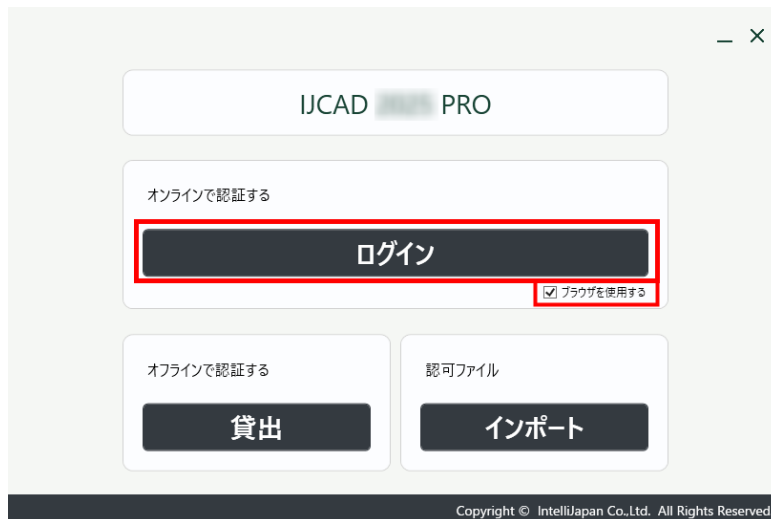 IJCAD PRO
オンラインで認証する
ログイン
ブラウザを使用する
オフラインで認証する
認可ファイル
貸出
インポート
Copyright © IntelliJapan Co.,Ltd. All Rights Reserved